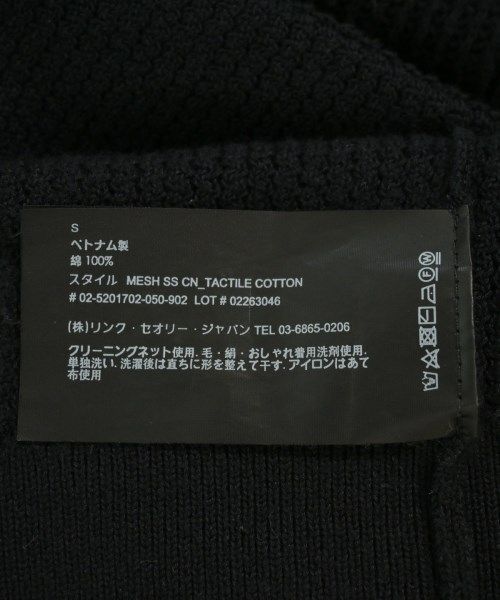 S
ベトナム製
綿 100%
スタイル MESH SS CN_TACTILE COTTON
# 02-5201702-050-902 LOT # 02263046
(株)リンク・セオリー・ジャパン TEL 03-6865-0206
クリーニングネット使用. 毛・絹・おしゃれ着用洗剤使用.
単独洗い. 洗濯後は直ちに形を整えて干す. アイロンはあて
布使用
F
W